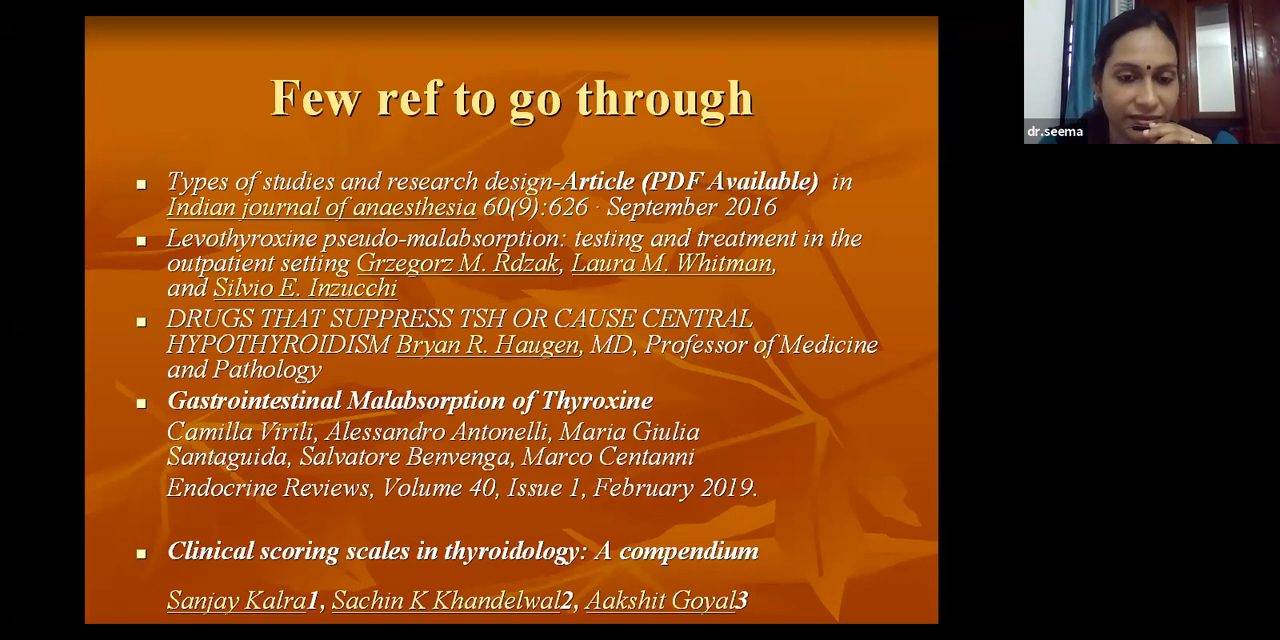 Few ref to go through
Types of studies and research design-Article (PDF Available) in
Indian journal of anaesthesia 60(9):626 · September 2016
Levothyroxine pseudo-malabsorption: testing and treatment in the
outpatient setting Grzegorz M. Rdzak, Laura M. Whitman,
and Silvio E. Inzucchi
DRUGS THAT SUPPRESS TSH OR CAUSE CENTRAL
HYPOTHYROIDISM Bryan R. Haugen, MD, Professor of Medicine
and Pathology
Gastrointestinal Malabsorption of Thyroxine
Camilla Virili, Alessandro Antonelli, Maria Giulia
Santaguida, Salvatore Benvenga, Marco Centanni
Endocrine Reviews, Volume 40, Issue 1, February 2019.
Clinical scoring scales in thyroidology: A compendium
Sanjay Kalra1, Sachin K Khandelwal2, Aakshit Goyal3
dr.seema